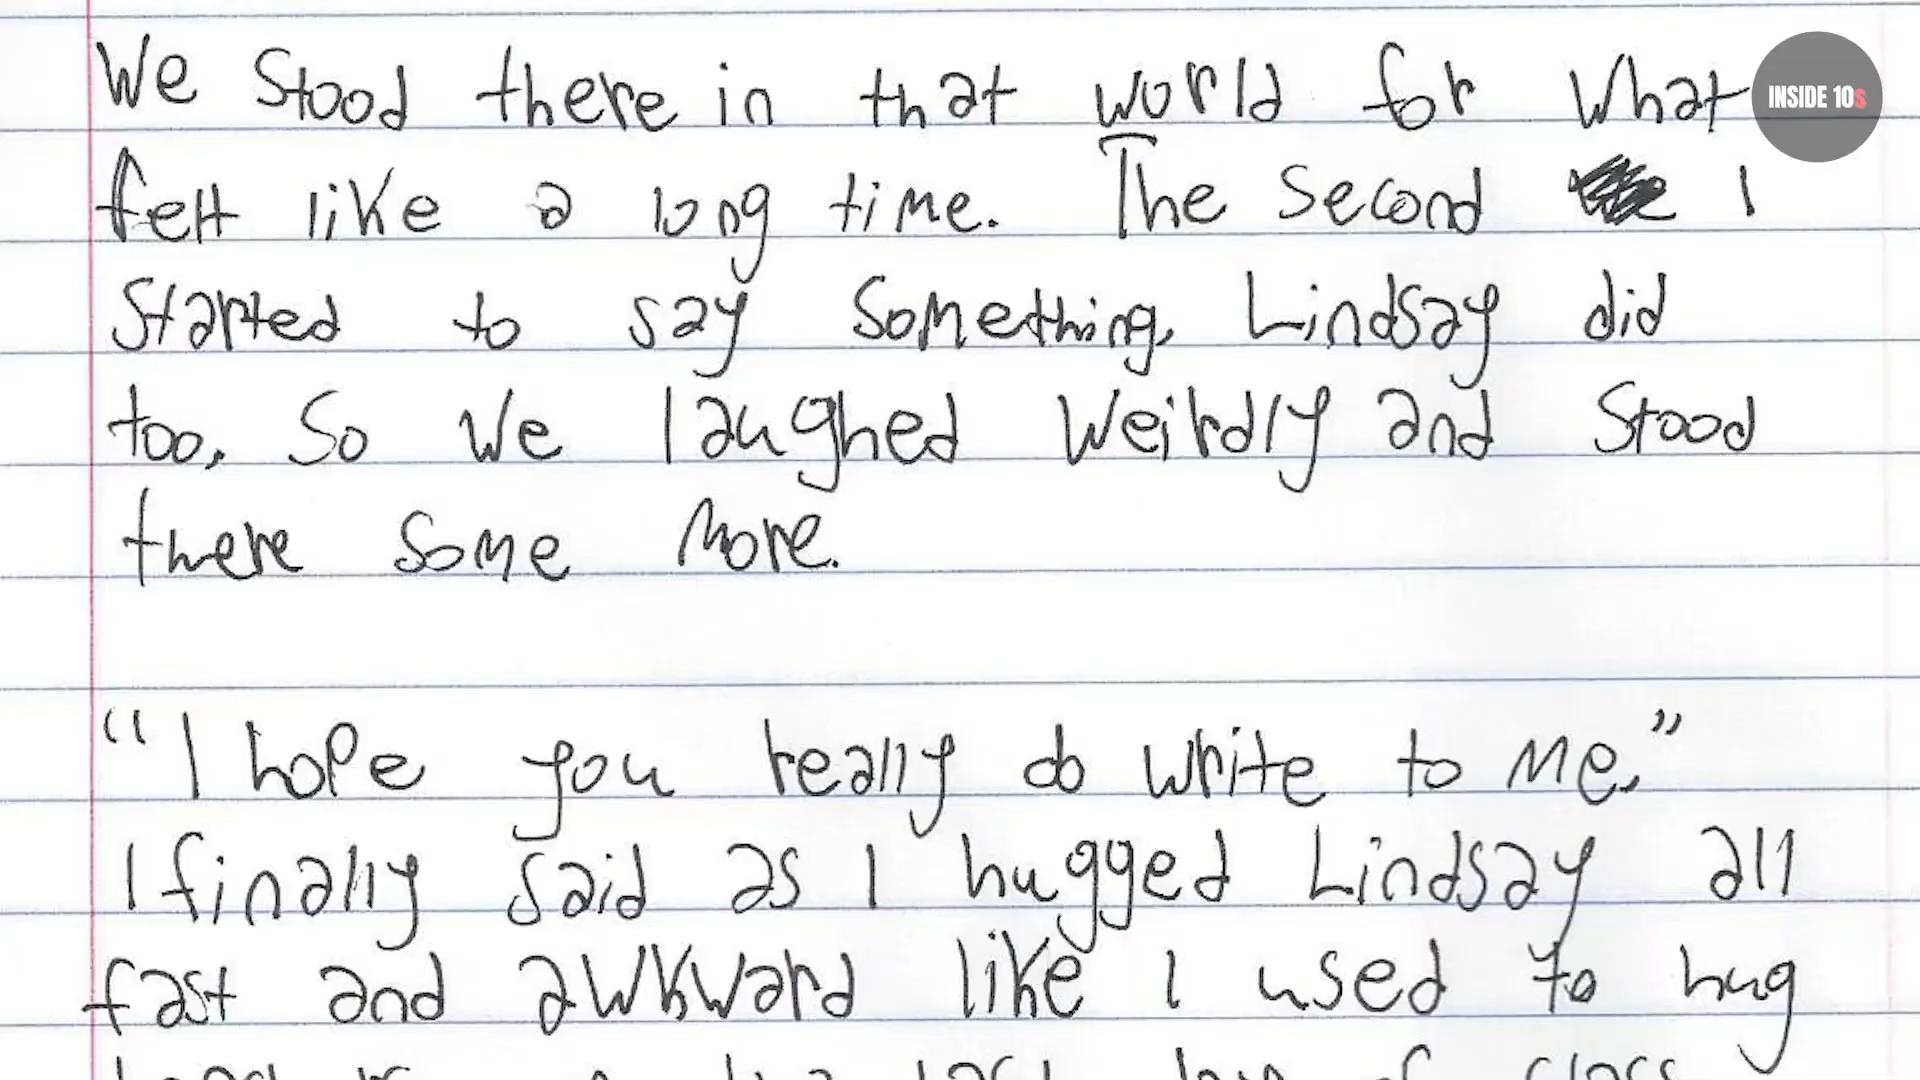 We Stood there in that world for what
INSIDE 10s
felt like a long time. The Second I
Started to say Something, Lindsay did
too, So we laughed weirdly and Stood
there Some More.
"I hope you really do write to Me,"
I finally said as I hugged Lindsay all
fast and awkward like I used to hug
last class